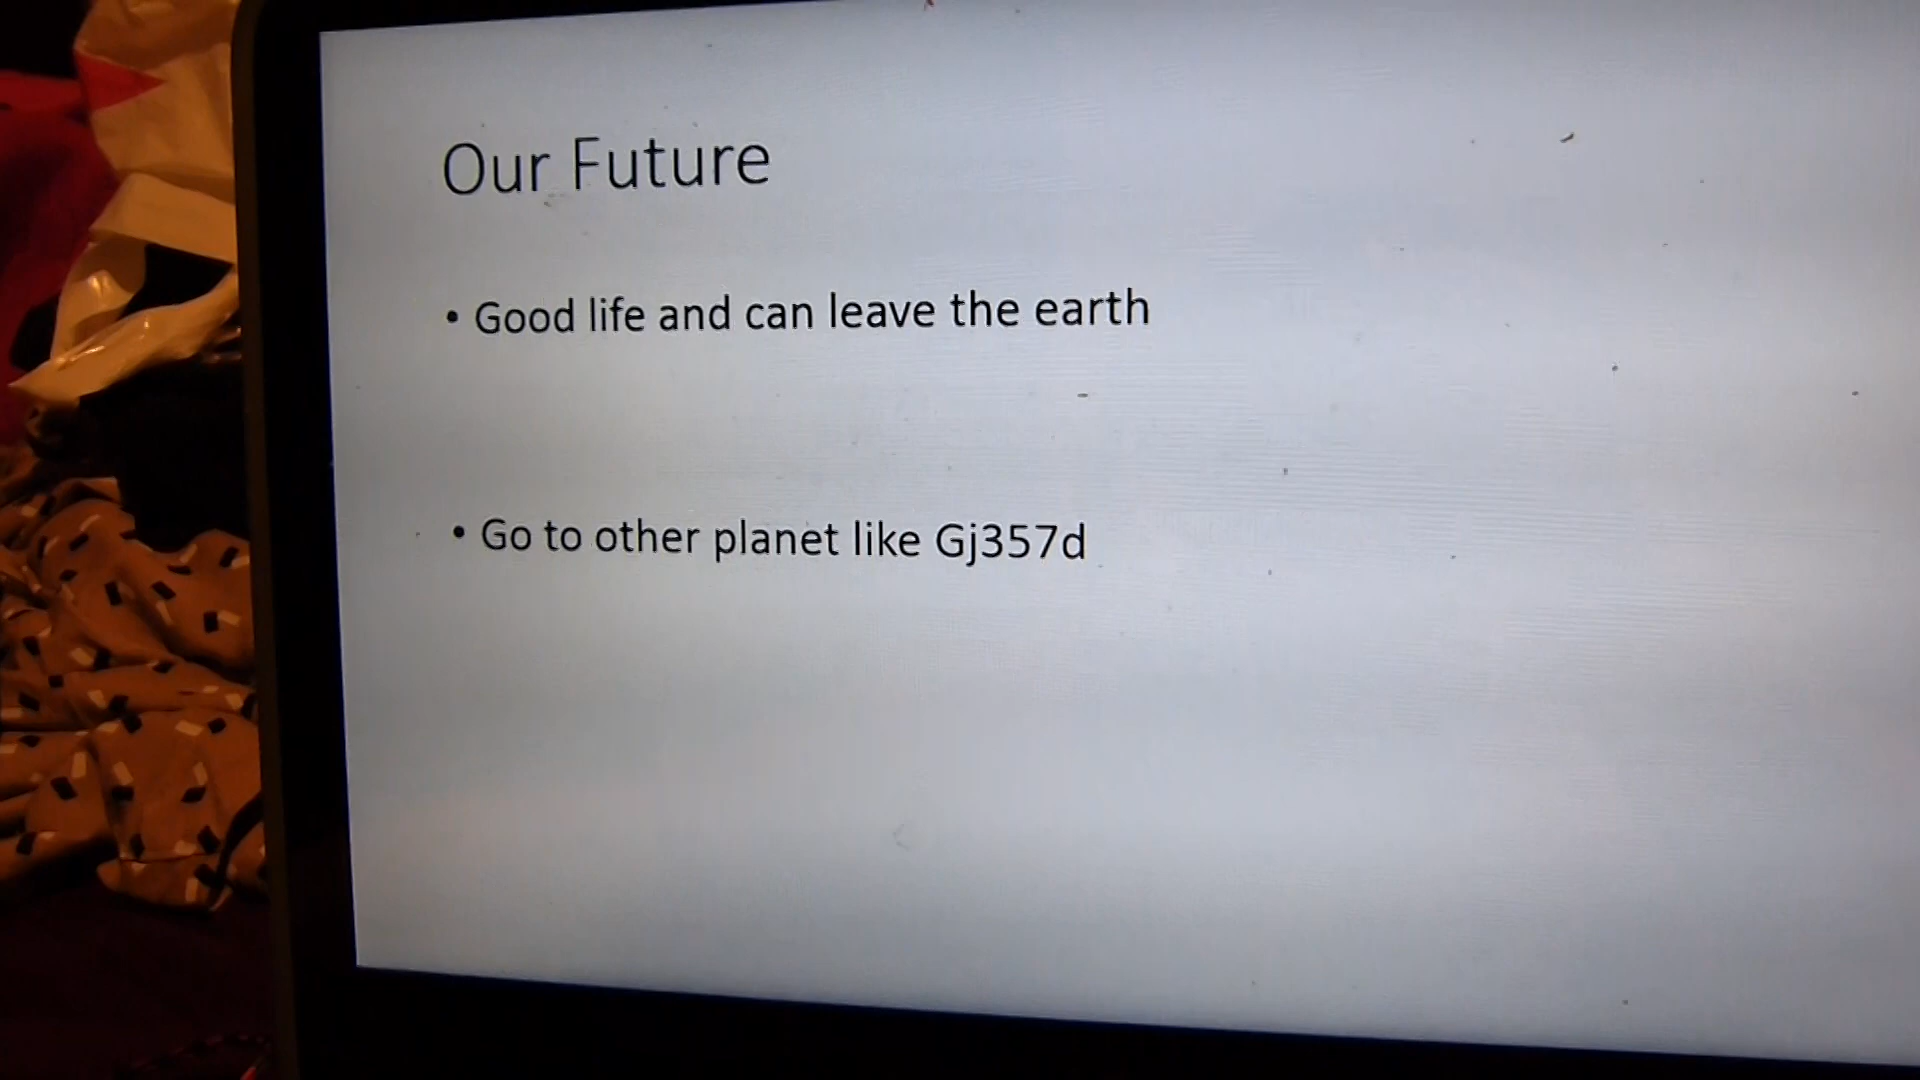 Our Future
• Good life and can leave the earth
• Go to other planet like Gj357d